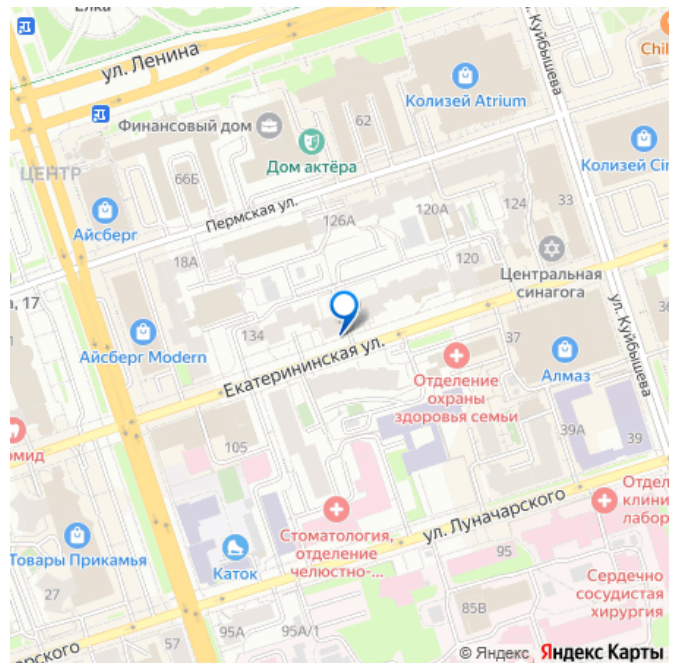 Ёлка
ул. Ленина
ул. Куйбышева
Chil
Колизей Atrium
62
Финансовый дом
Дом актёра
Колизей Cin
ЦЕНТР
66Б
Пермская ул.
126А
120А
124
33
Айсберг
18А
120
Центральная
синагога
а, 17
134
36
ул. Куйбышева
37
Айсберг Modern
Екатерининская ул.
Отделение
охраны
здоровья семьи
Алмаз
39А
39
омид
105
Отдел
клини
лабор
ул. Луначарского
Стоматология,
отделение
челюстно-...
95
Товары Прикамья
Каток
Сердечно
сосудистая
хирургия
27
85В
57
95А
95А/1
арского
© Яндекс Яндекс Карты